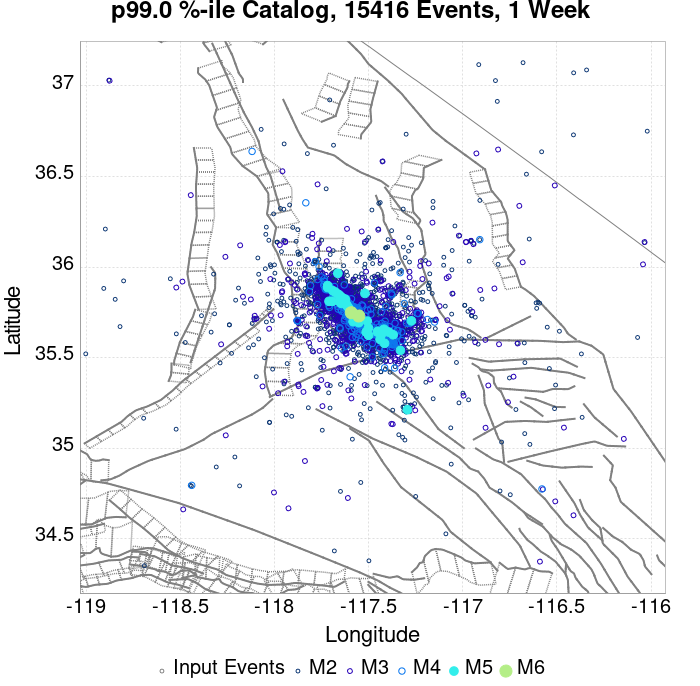 p99.0 %-ile Catalog, 15416 Events, 1 Week
37
36.5
36
35.5
35
34.5
Latitude
-119 -118.5 -118 -117.5 -117 -116.5 -116
Longitude
Input Events M2 M3 M4 M5 M6